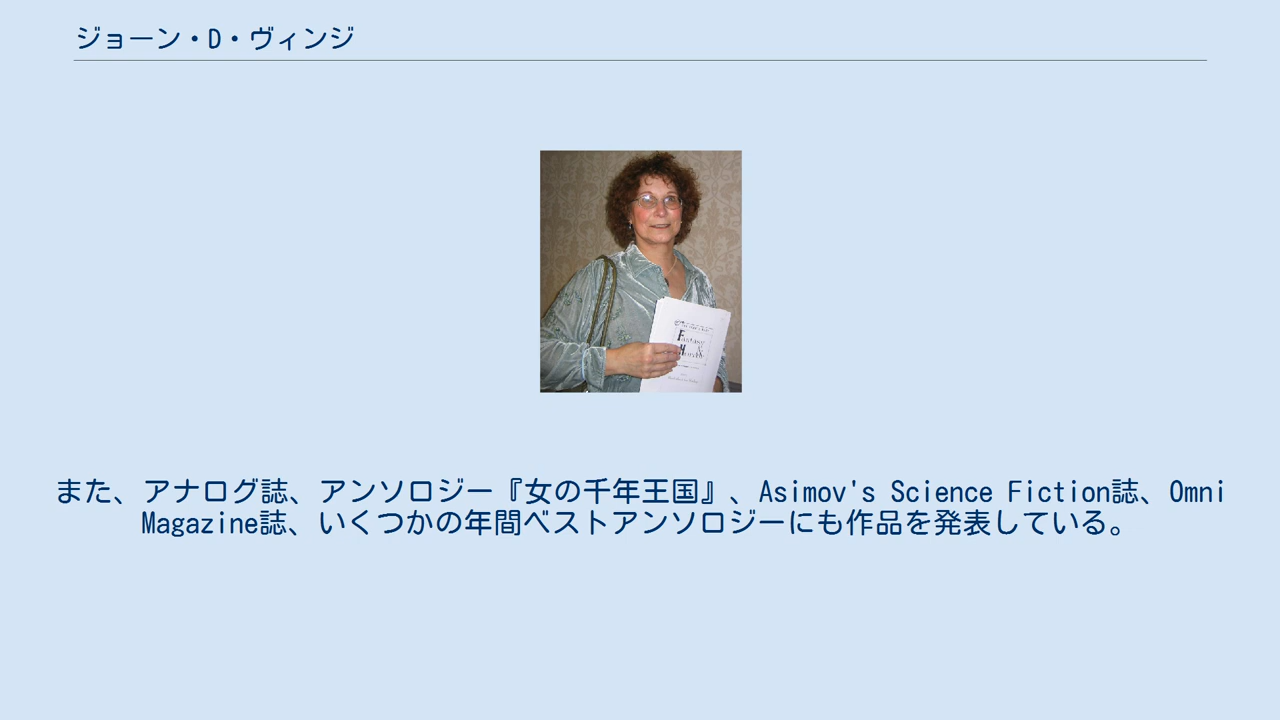 ジョーン・D・ヴィンジ
Fantasy
&
Horror
また、アナログ誌、アンソロジー『女の千年王国』、Asimov's Science Fiction誌、Omni
Magazine誌、いくつかの年間ベストアンソロジーにも作品を発表している。